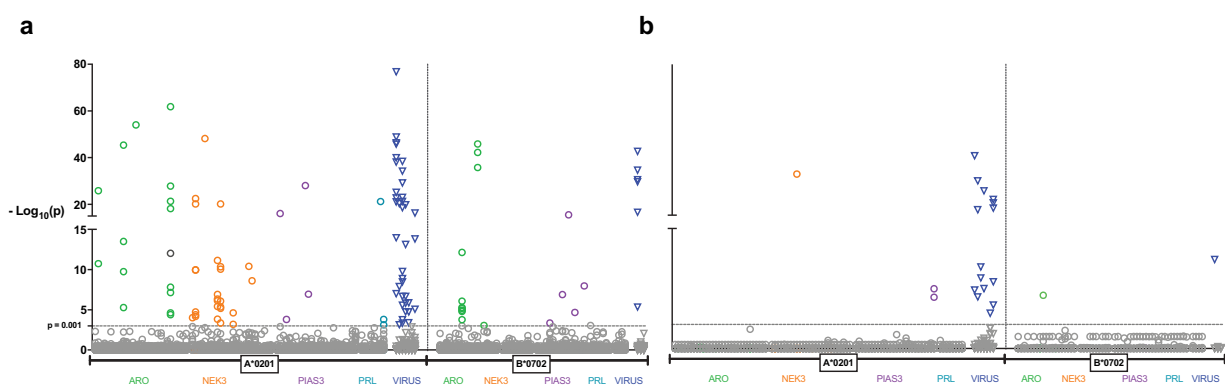 a
b
80
60
40
20
- Log10(p)
15
10
5
p = 0.001
0
A*0201
B*0702
A*0201
B*0702
ARO NEK3 PIAS3 PRL VIRUS ARO NEK3 PIAS3 PRL VIRUS
ARO NEK3 PIAS3 PRL VIRUS ARO NEK3 PIAS3 PRL VIRUS